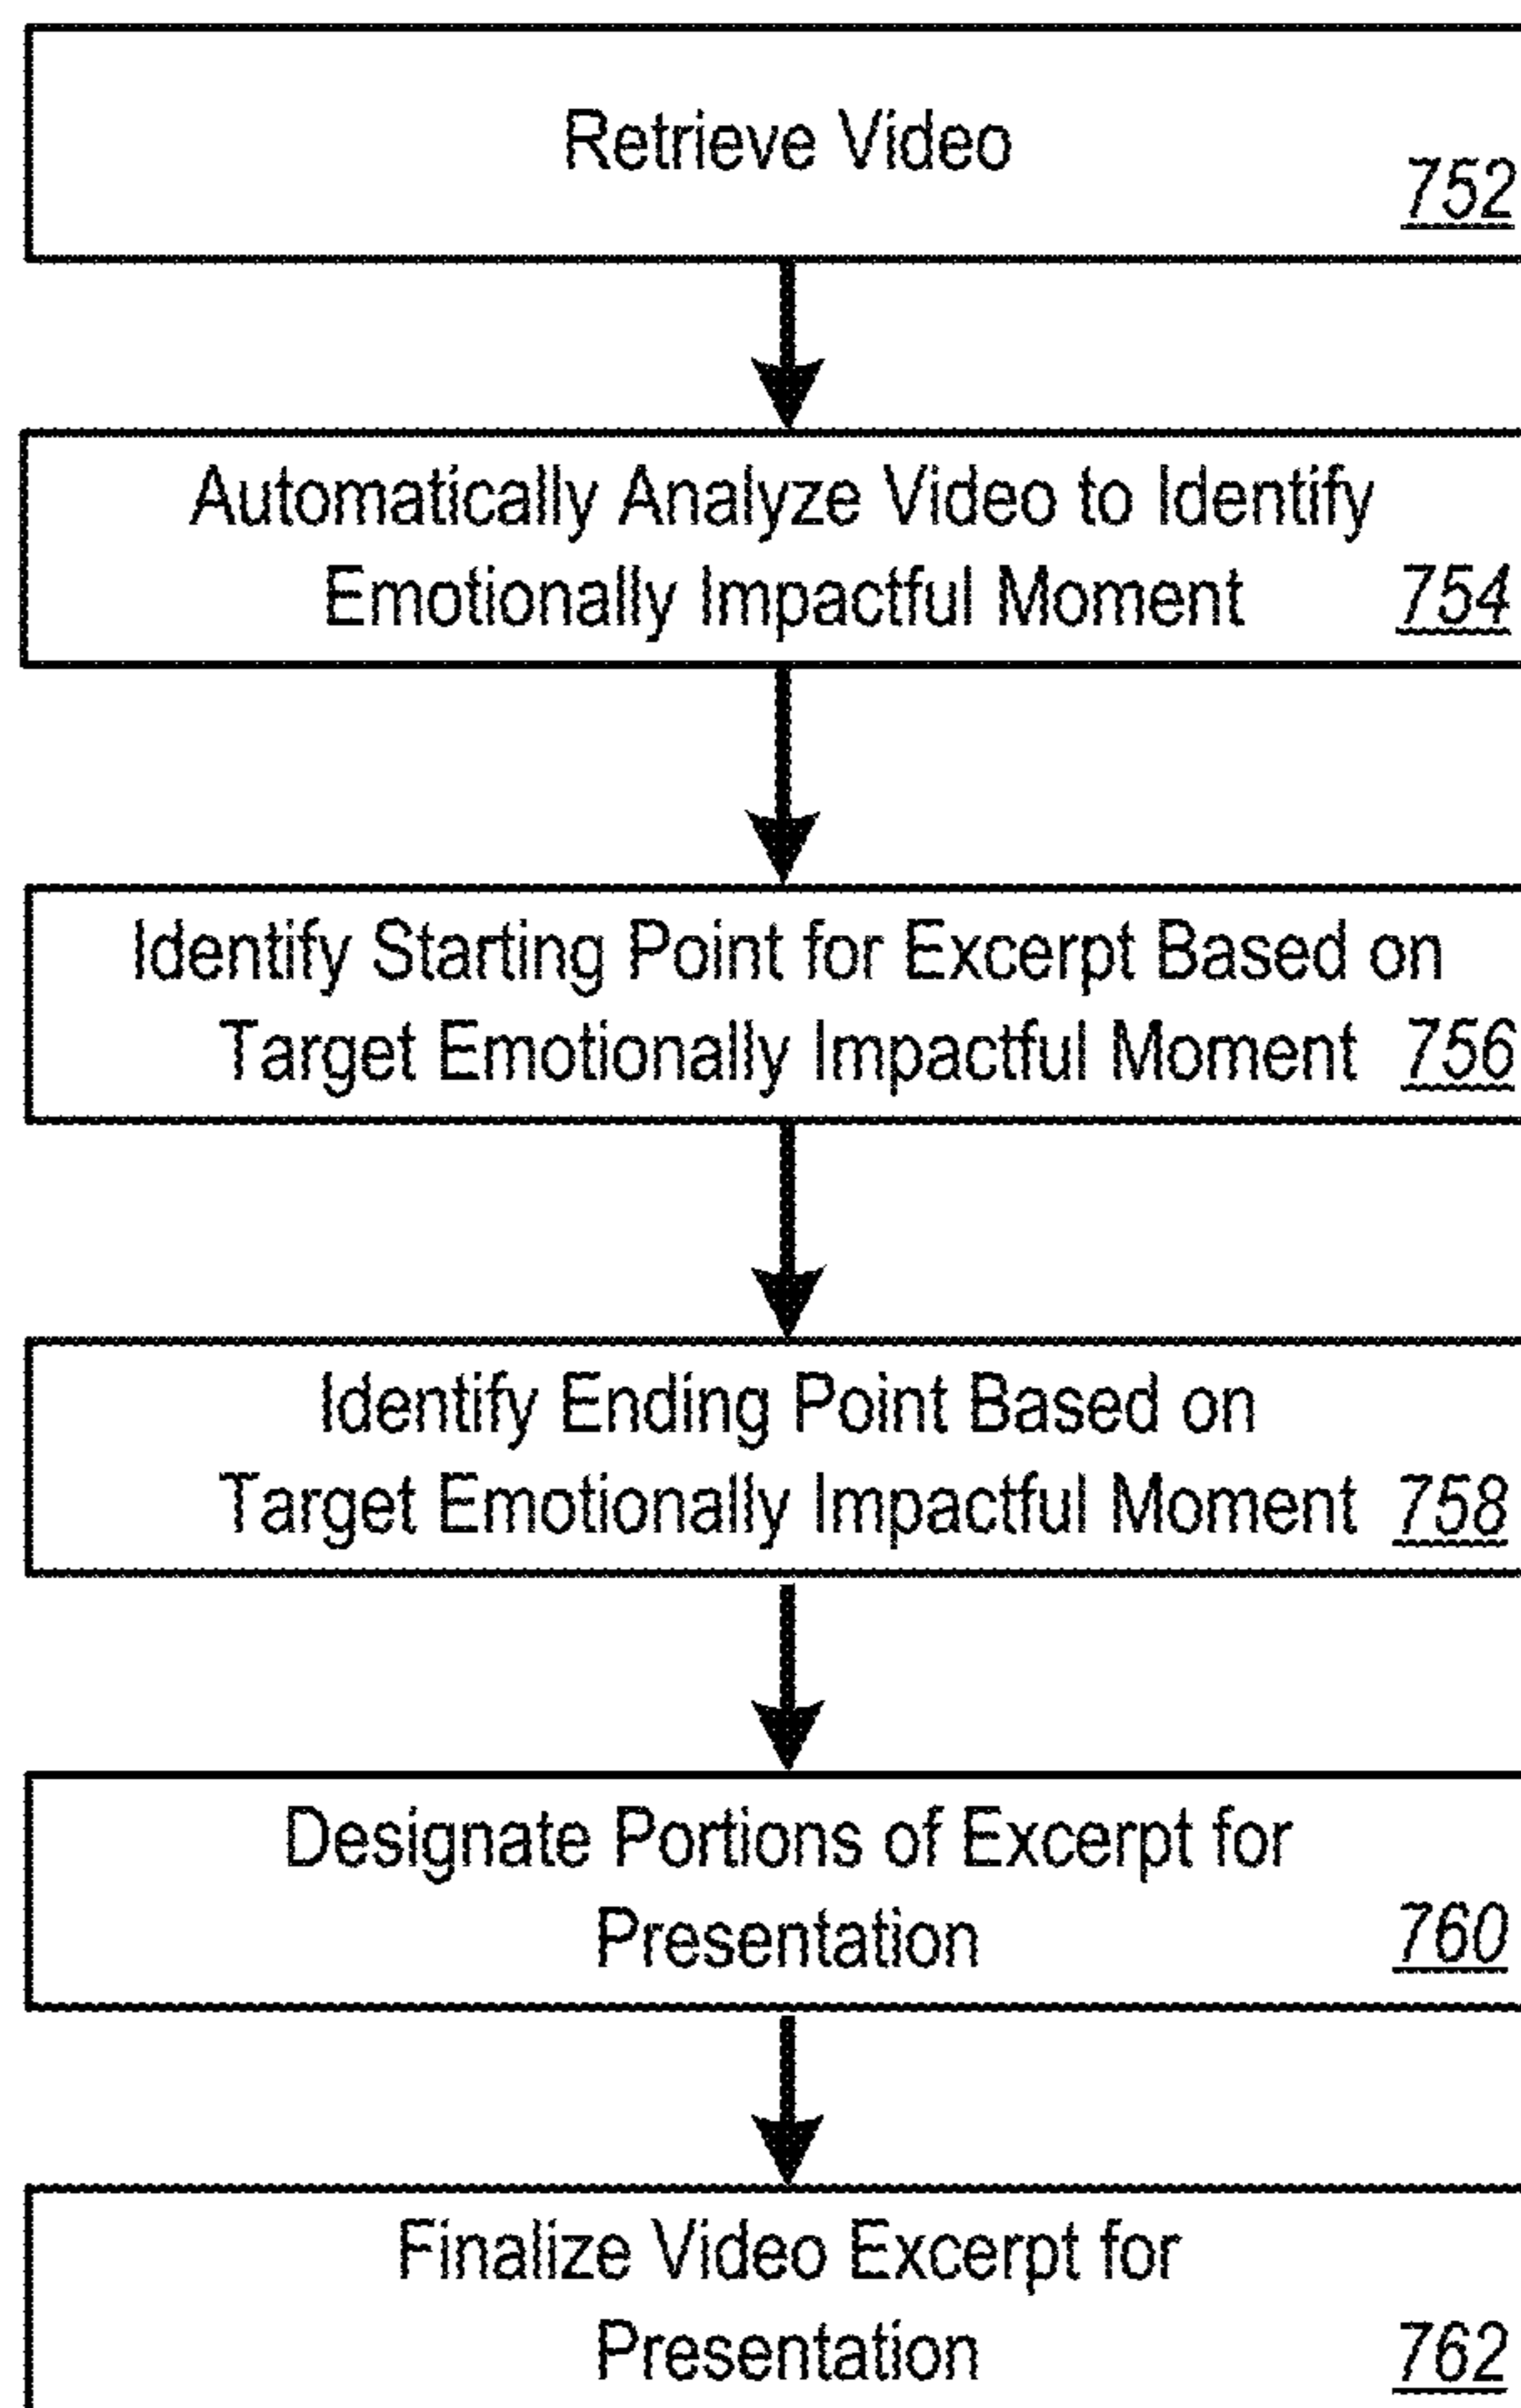 Retrieve Video
752
Automatically Analyze Video to Identify
Emotionally Impactful Moment 754
Identify Starting Point for Excerpt Based on
Target Emotionally Impactful Moment 756
Identify Ending Point Based on
Target Emotionally Impactful Moment 758
Designate Portions of Excerpt for
Presentation 760
Finalize Video Excerpt for
Presentation 762